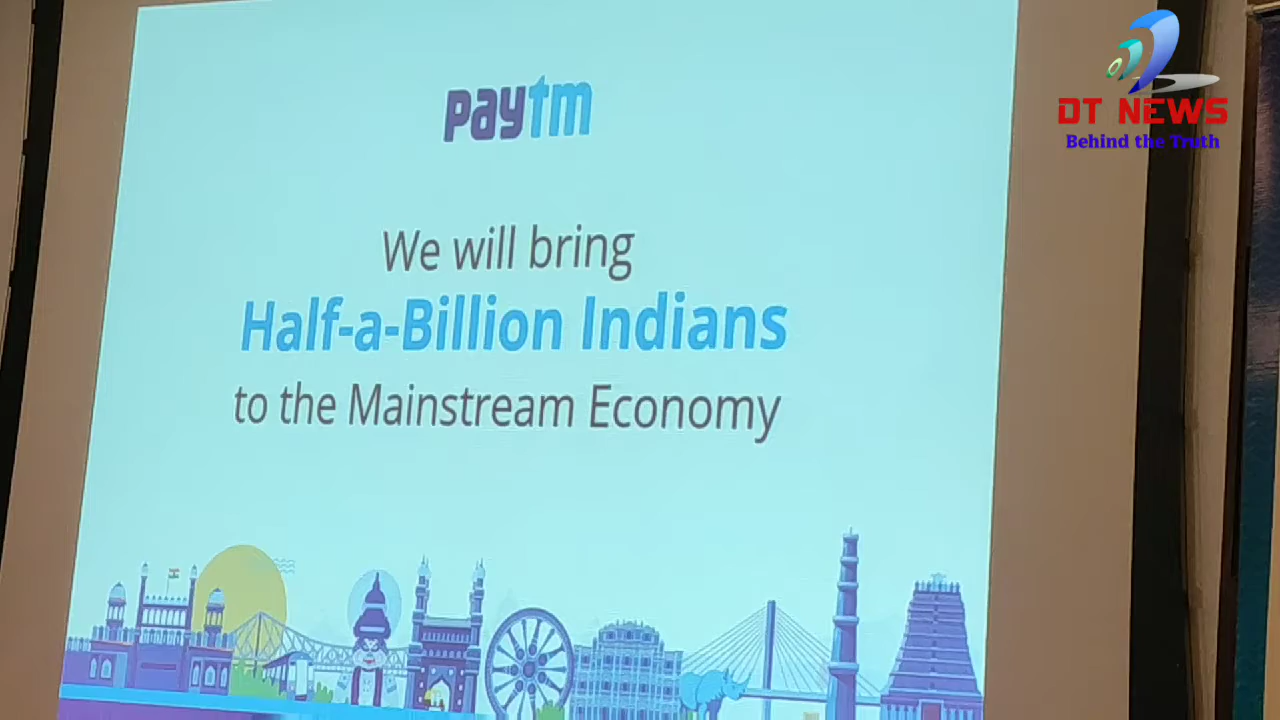 paytm
We will bring
Half-a-Billion Indians
to the Mainstream Economy
DT NEWS
Behind the Truth